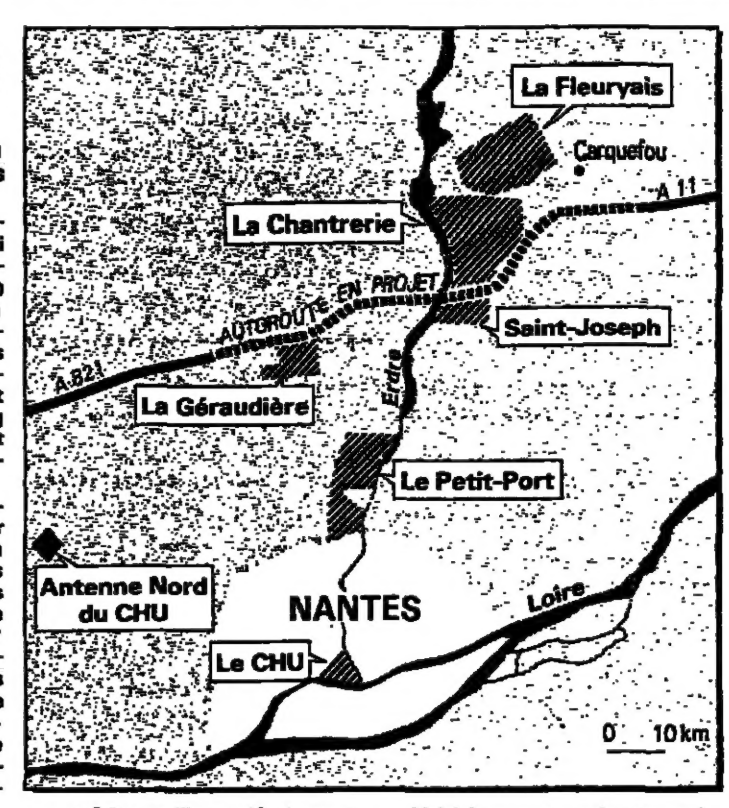 La Fleuryais
Carquefou
A 11
La Chantrerie
AUTOROUTE EN PROJET
Saint-Joseph
A 821
La Géraudière
Erdre
Le Petit-Port
Antenne Nord
du CHU
NANTES
Loire
Le CHU
0 10 km